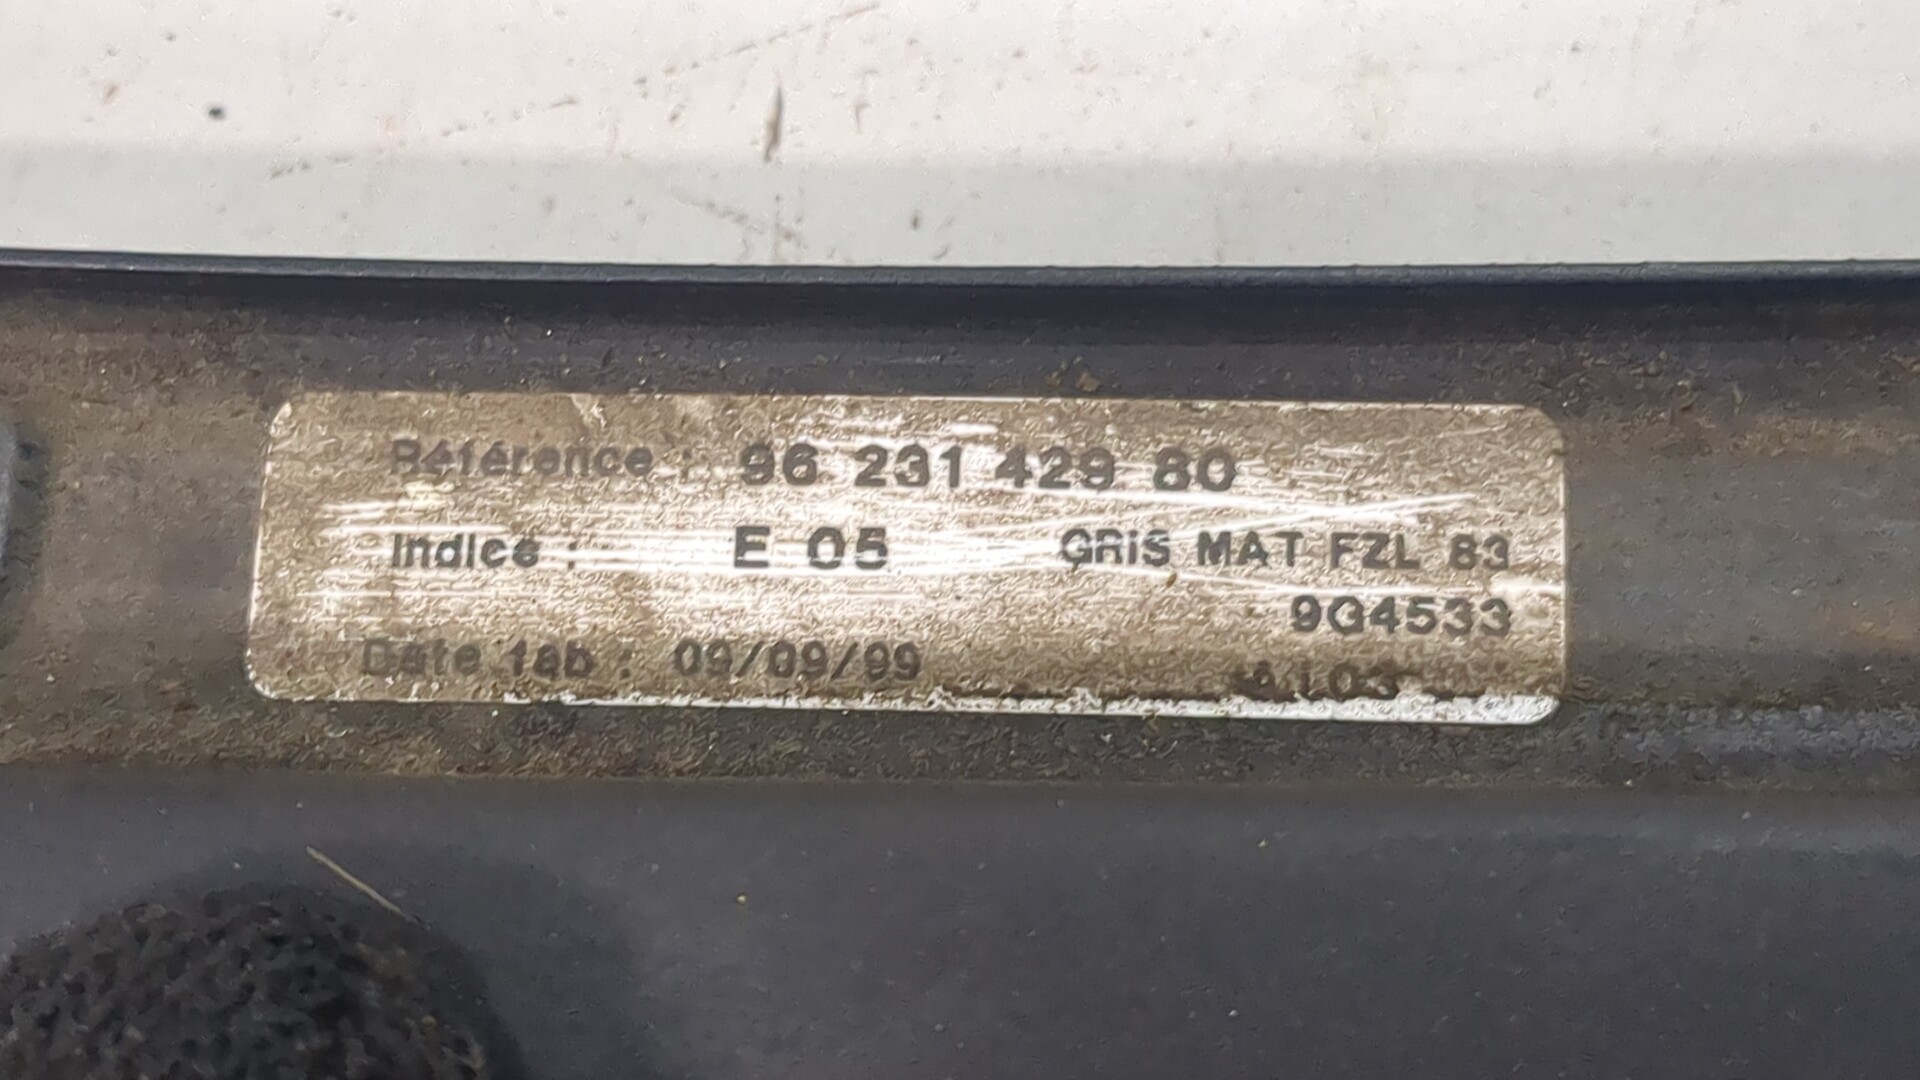 Référence : 96 231 429 80
Indice : E 05 GRIS MAT FZL 83
9G4533
Date fab : 09/09/99